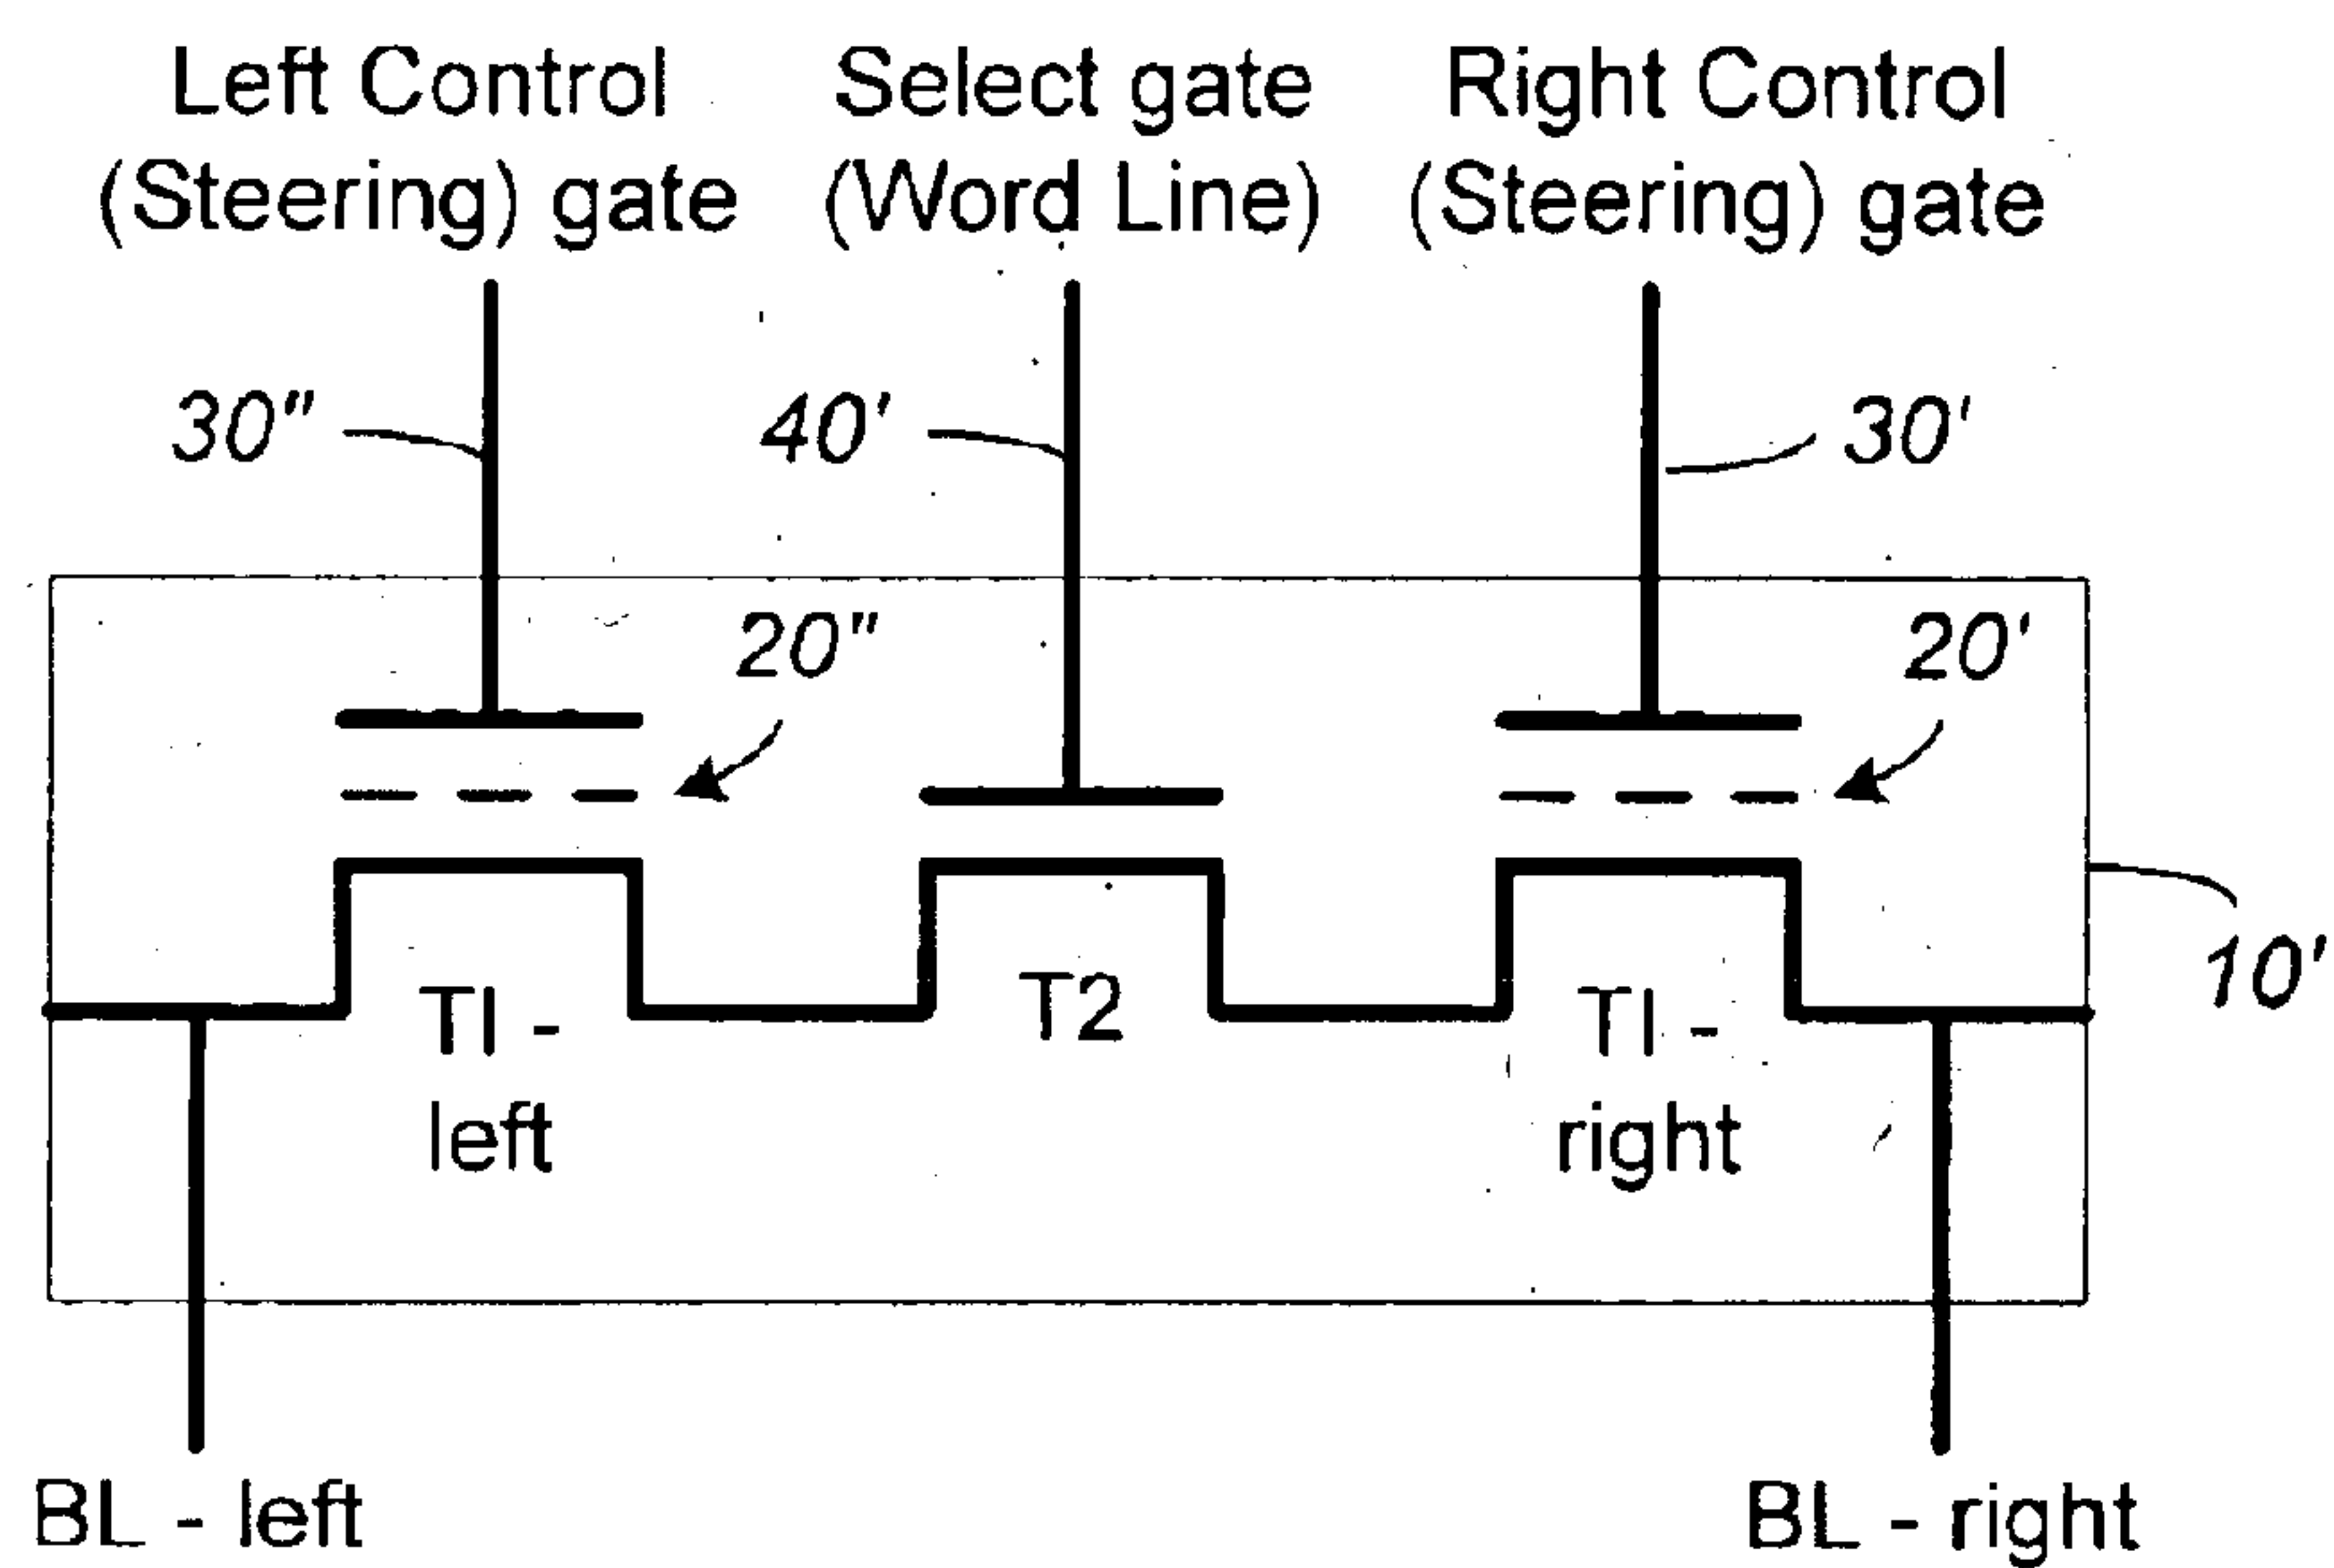 Left Control
(Steering) gate
Select gate
(Word Line)
Right Control
(Steering) gate
30"
40'
30'
20"
20'
10'
TI -
left
T2
TI -
right
BL - left
BL - right